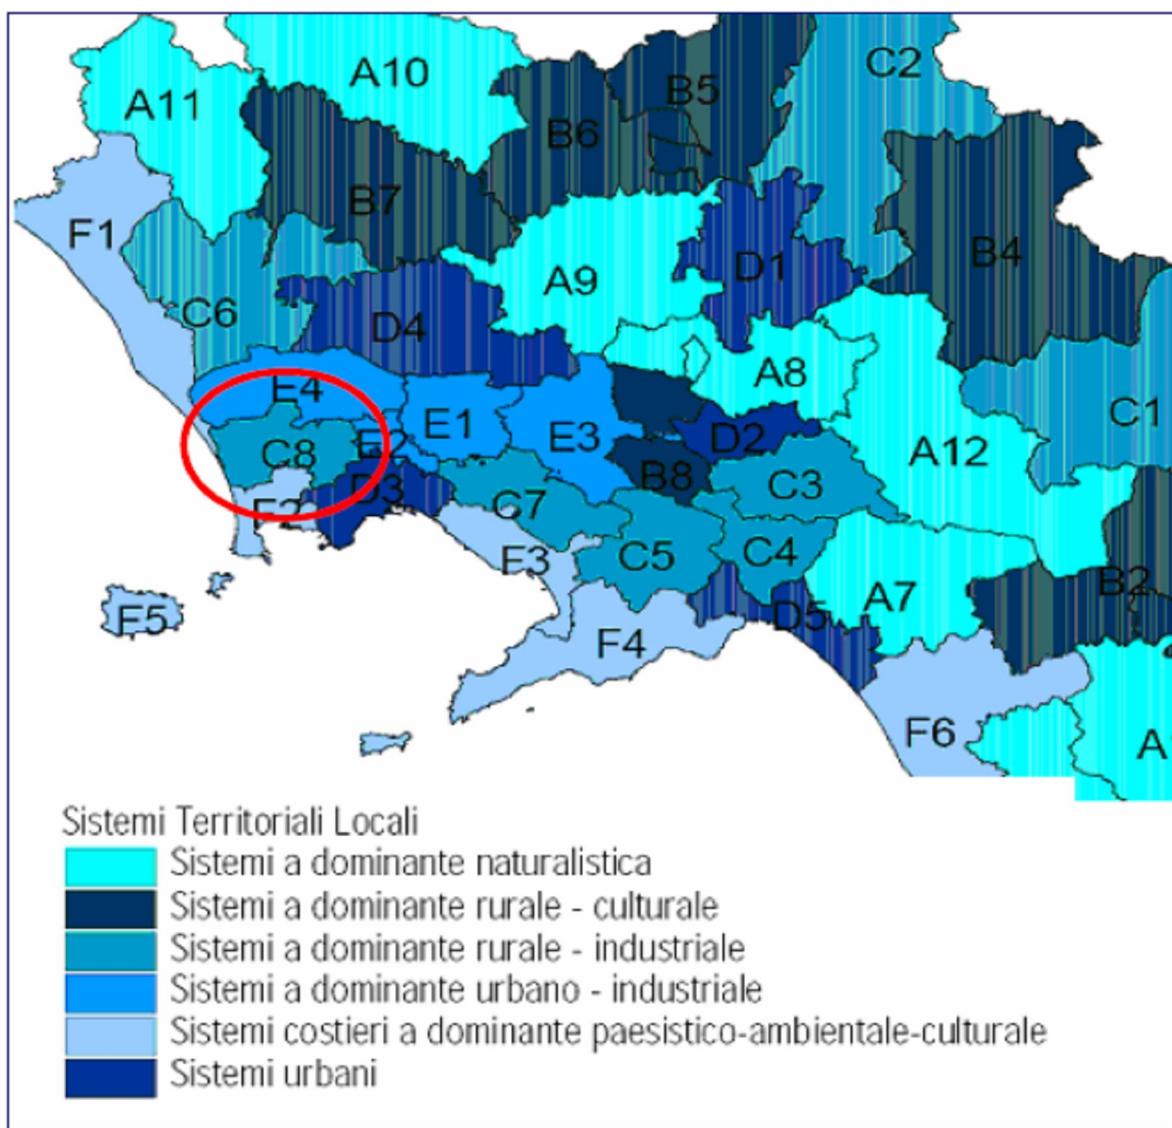 A10
C2
B5
A11
B6
B7
F1
B4
D1
A9
C6
D4
A8
E4
C1
E1
E3
E2
D2
A12
C8
B8
C3
D3
C7
F2
C5
C4
F3
B2
A7
D5
F5
F4
F6
A
Sistemi Territoriali Locali
Sistemi a dominante naturalistica
Sistemi a dominante rurale - culturale
Sistemi a dominante rurale - industriale
Sistemi a dominante urbano - industriale
Sistemi costieri a dominante paesistico-ambientale-culturale
Sistemi urbani